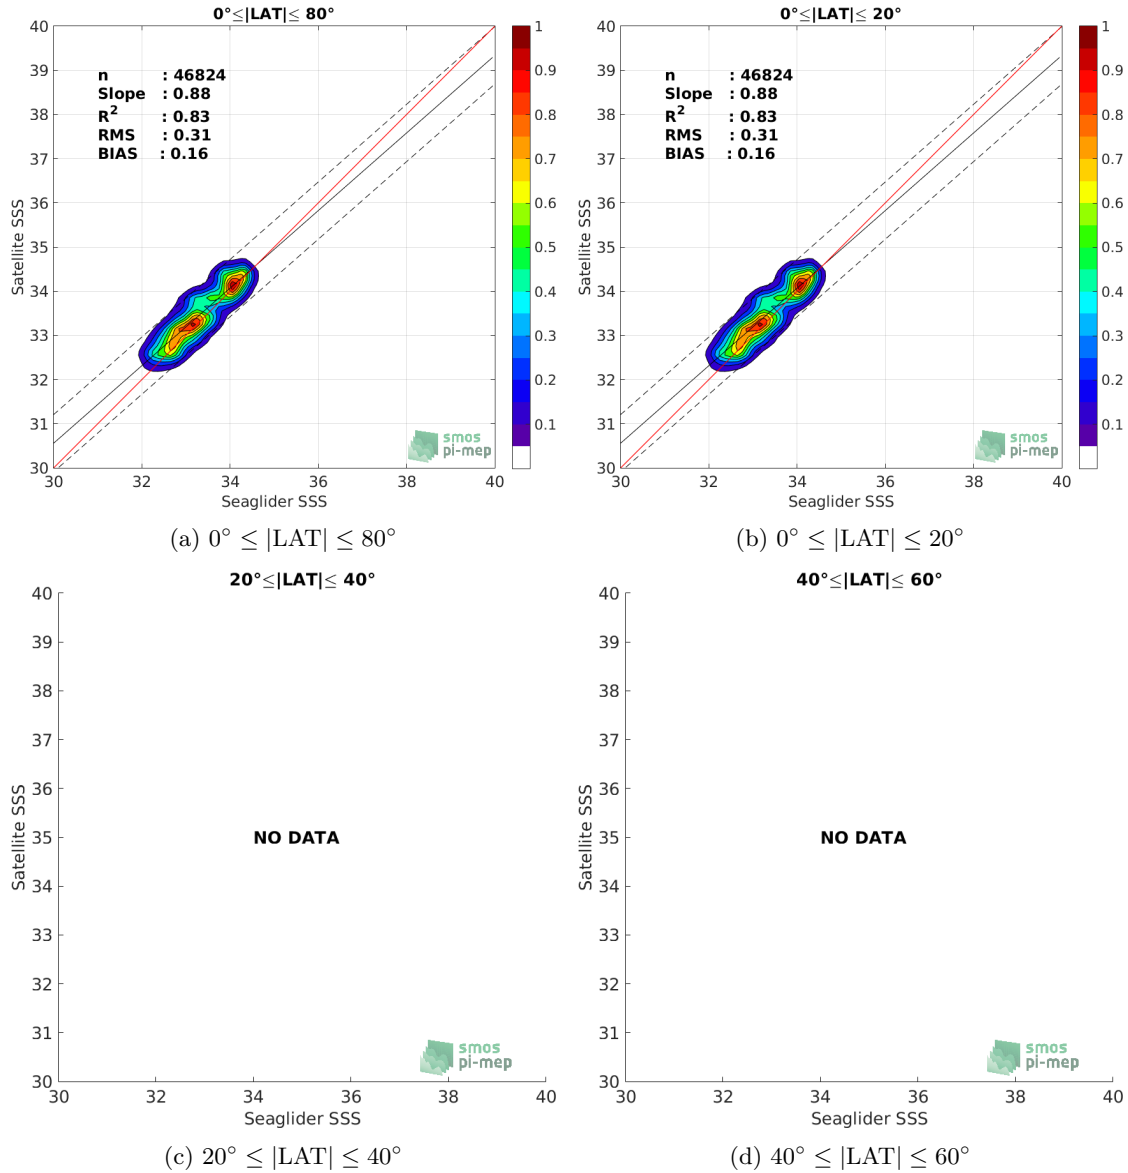 0°≤|LAT|≤ 80°
40
39
38
37
36
35
34
33
32
31
30
Satellite SSS
n : 46824
Slope : 0.88
R2 : 0.83
RMS : 0.31
BIAS : 0.16
smos
pi-mep
30 32 34 36 38 40
Seaglider SSS
1
0.9
0.8
0.7
0.6
0.5
0.4
0.3
0.2
0.1
(a) 0° ≤ |LAT| ≤ 80°
0°≤|LAT|≤ 20°
40
39
38
37
36
35
34
33
32
31
30
Satellite SSS
n : 46824
Slope : 0.88
R2 : 0.83
RMS : 0.31
BIAS : 0.16
smos
pi-mep
30 32 34 36 38 40
Seaglider SSS
1
0.9
0.8
0.7
0.6
0.5
0.4
0.3
0.2
0.1
(b) 0° ≤ |LAT| ≤ 20°
20°≤|LAT|≤ 40°
40
39
38
37
36
35
34
33
32
31
30
Satellite SSS
NO DATA
smos
pi-mep
30 32 34 36 38 40
Seaglider SSS
(c) 20° ≤ |LAT| ≤ 40°
40°≤|LAT|≤ 60°
40
39
38
37
36
35
34
33
32
31
30
Satellite SSS
NO DATA
smos
pi-mep
30 32 34 36 38 40
Seaglider SSS
(d) 40° ≤ |LAT| ≤ 60°